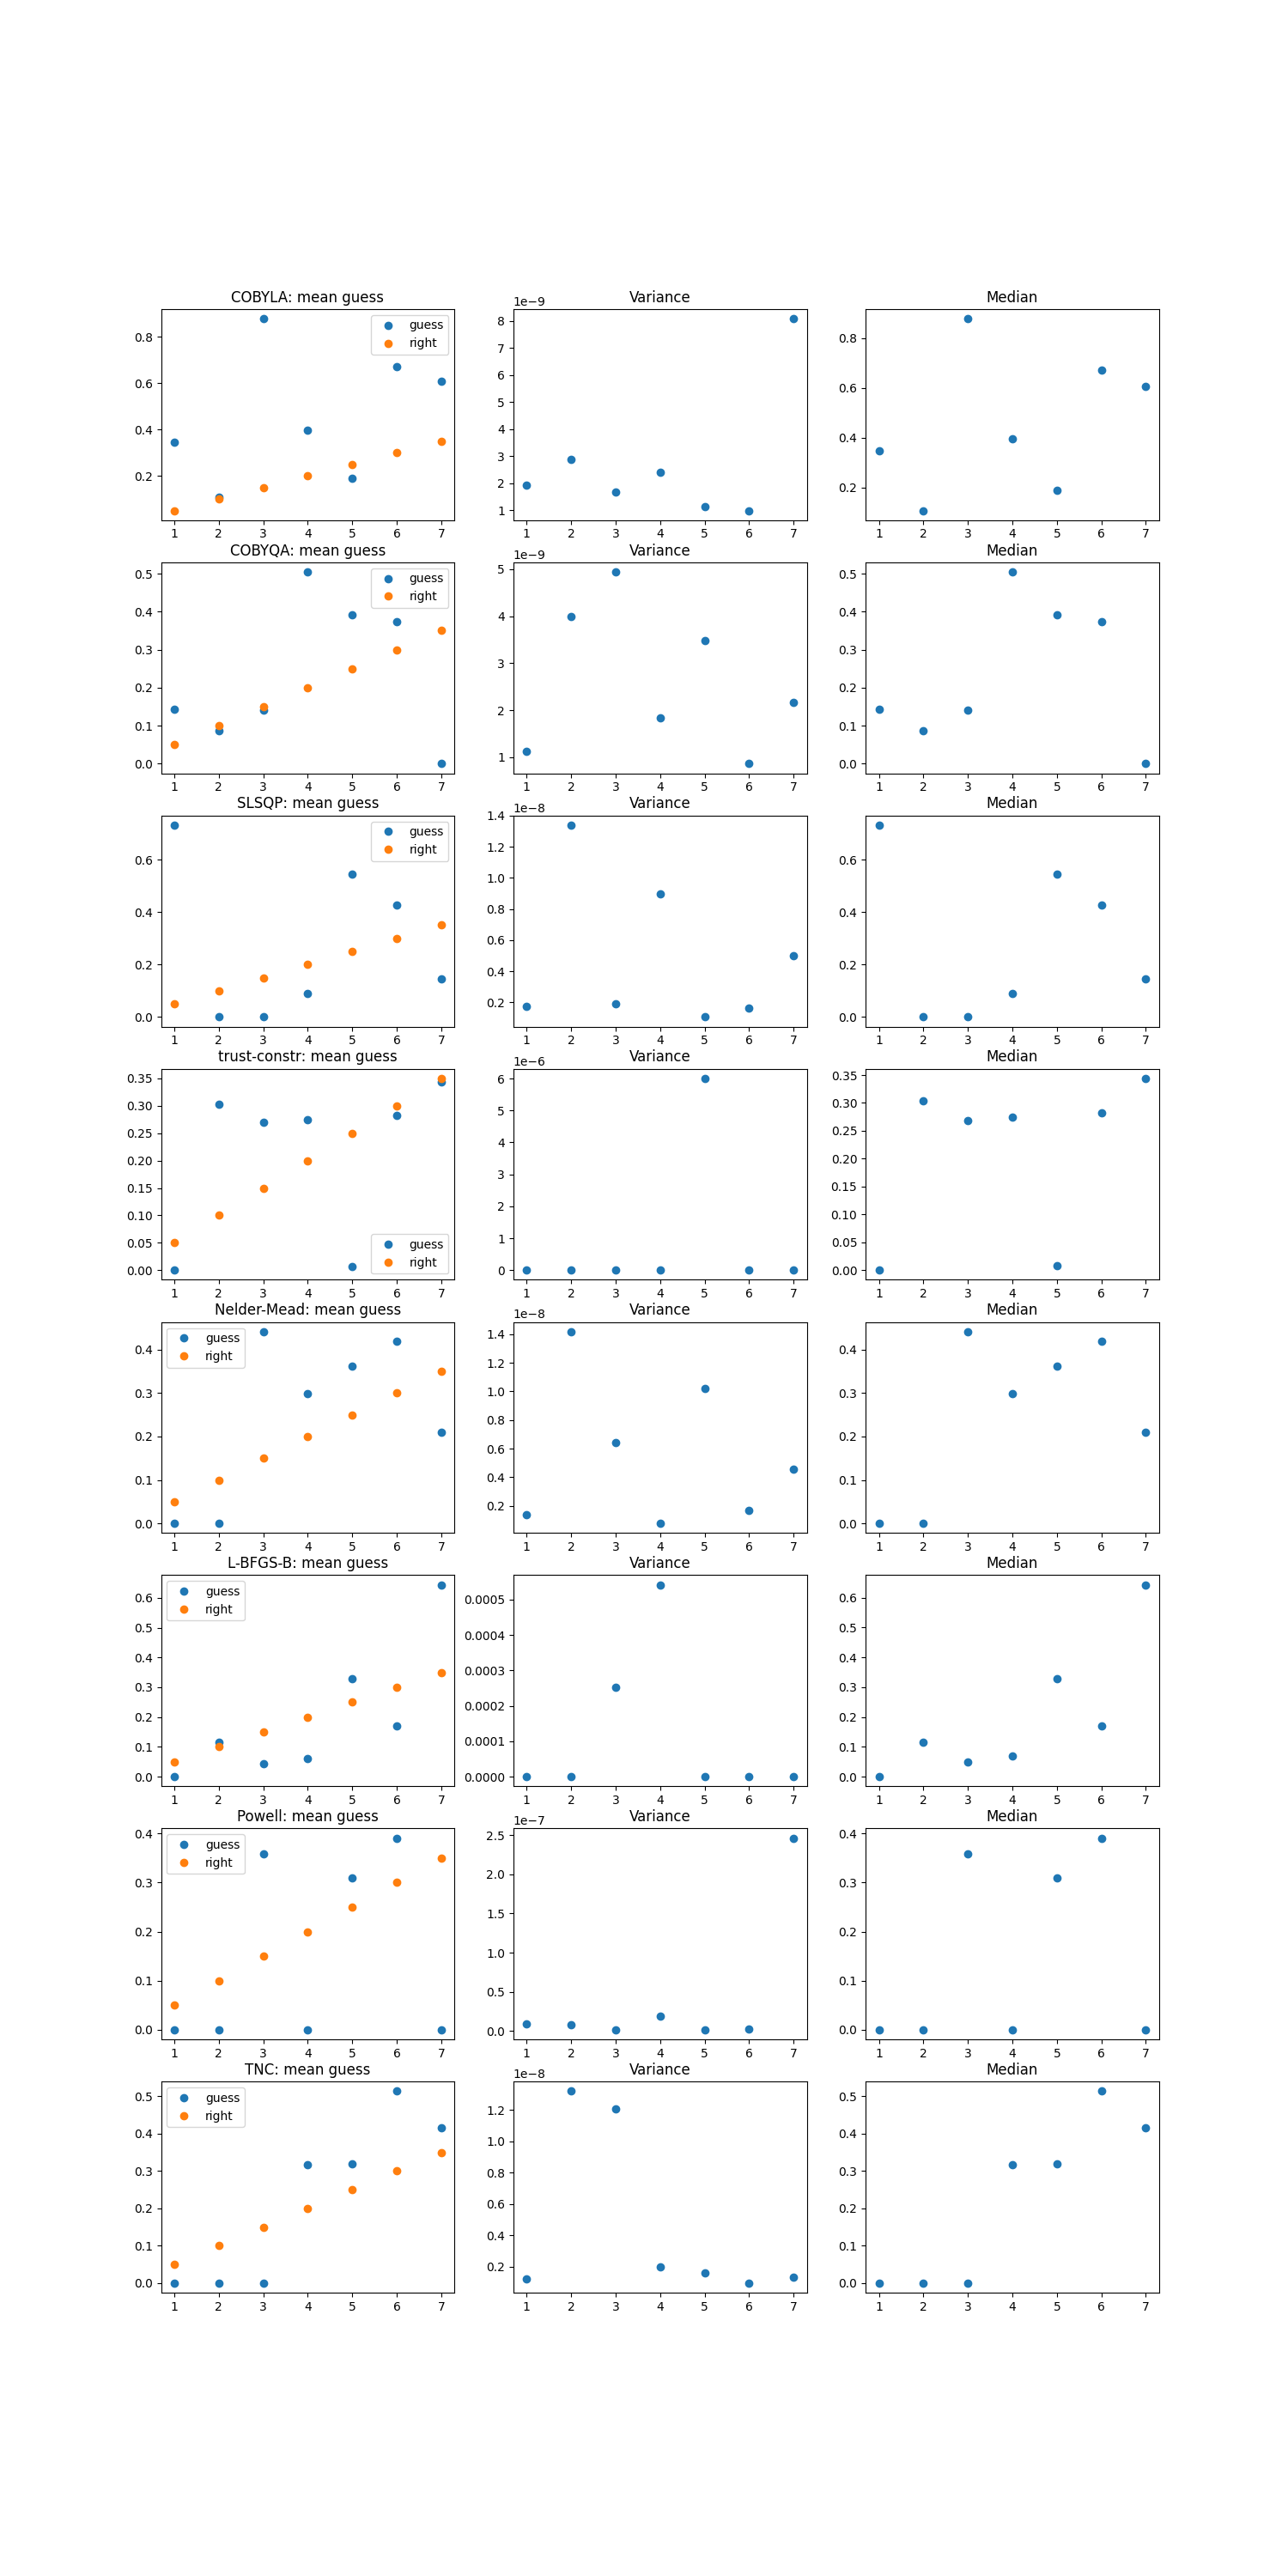 COBYLA: mean guess Variance Median
1e−9
guess
right
0.8 0.6 0.4 0.2
8 7 6 5 4 3 2 1
0.8 0.6 0.4 0.2
1 2 3 4 5 6 7 1 2 3 4 5 6 7 1 2 3 4 5 6 7
COBYQA: mean guess Variance Median
1e−9
guess
right
0.5 0.4 0.3 0.2 0.1 0.0
5 4 3 2 1
0.5 0.4 0.3 0.2 0.1 0.0
1 2 3 4 5 6 7 1 2 3 4 5 6 7 1 2 3 4 5 6 7
SLSQP: mean guess Variance Median
1e−8
guess
right
0.6 0.4 0.2 0.0
1.4 1.2 1.0 0.8 0.6 0.4 0.2
0.6 0.4 0.2 0.0
1 2 3 4 5 6 7 1 2 3 4 5 6 7 1 2 3 4 5 6 7
trust-constr: mean guess Variance Median
1e−6
0.35 0.30 0.25 0.20 0.15 0.10 0.05 0.00
guess
right
6 5 4 3 2 1 0
0.35 0.30 0.25 0.20 0.15 0.10 0.05 0.00
1 2 3 4 5 6 7 1 2 3 4 5 6 7 1 2 3 4 5 6 7
Nelder-Mead: mean guess Variance Median
1e−8
guess
right
0.4 0.3 0.2 0.1 0.0
1.4 1.2 1.0 0.8 0.6 0.4 0.2
0.4 0.3 0.2 0.1 0.0
1 2 3 4 5 6 7 1 2 3 4 5 6 7 1 2 3 4 5 6 7
L-BFGS-B: mean guess Variance Median
guess
right
0.6 0.5 0.4 0.3 0.2 0.1 0.0
0.0005 0.0004 0.0003 0.0002 0.0001 0.0000
0.6 0.5 0.4 0.3 0.2 0.1 0.0
1 2 3 4 5 6 7 1 2 3 4 5 6 7 1 2 3 4 5 6 7
Powell: mean guess Variance Median
1e−7
guess
right
0.4 0.3 0.2 0.1 0.0
2.5 2.0 1.5 1.0 0.5 0.0
0.4 0.3 0.2 0.1 0.0
1 2 3 4 5 6 7 1 2 3 4 5 6 7 1 2 3 4 5 6 7
TNC: mean guess Variance Median
1e−8
guess
right
0.5 0.4 0.3 0.2 0.1 0.0
1.2 1.0 0.8 0.6 0.4 0.2
0.5 0.4 0.3 0.2 0.1 0.0
1 2 3 4 5 6 7 1 2 3 4 5 6 7 1 2 3 4 5 6 7